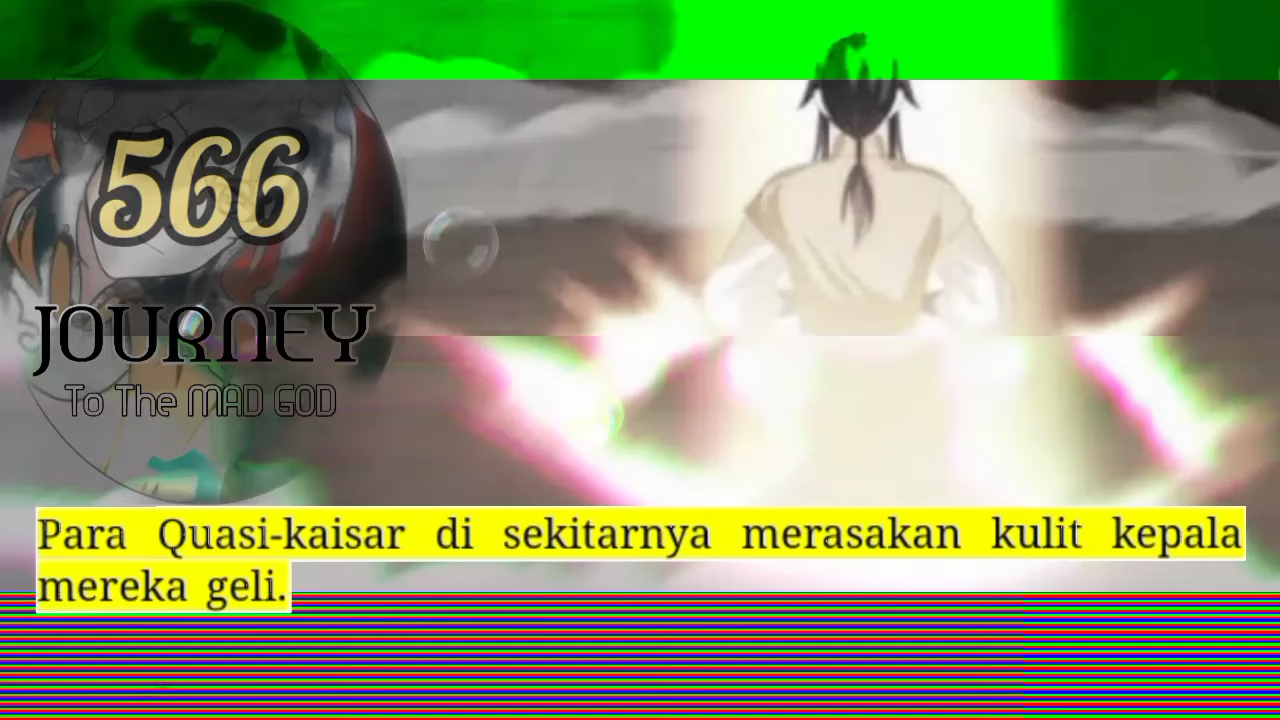 566
JOURNEY
To The MAD GOD
Para Quasi-kaisar di sekitarnya merasakan kulit kepala
mereka geli.